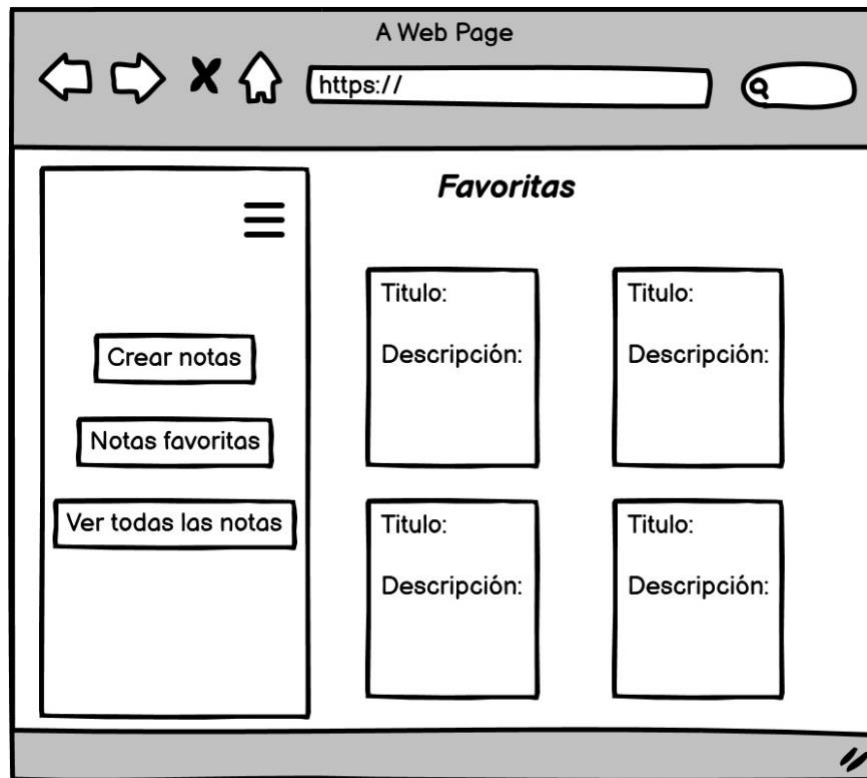 A Web Page
https://
Favoritas
Crear notas
Notas favoritas
Ver todas las notas
Titulo:
Descripción:
Titulo:
Descripción:
Titulo:
Descripción:
Titulo:
Descripción: